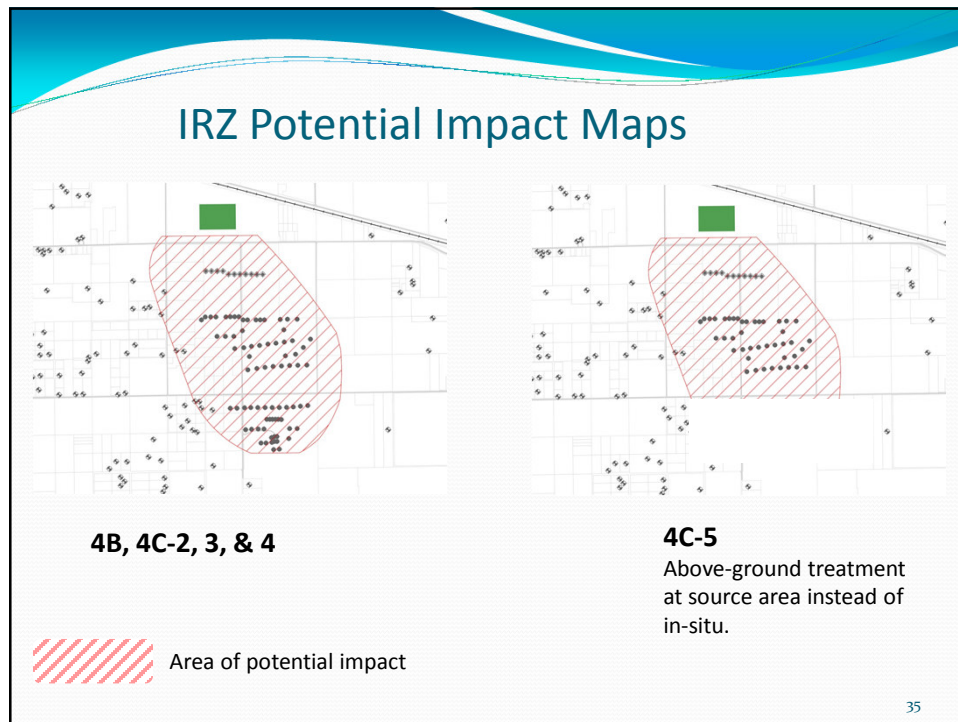 IRZ Potential Impact Maps
4B, 4C-2, 3, & 4
4C-5
Above-ground treatment
at source area instead of
in-situ.
Area of potential impact
35